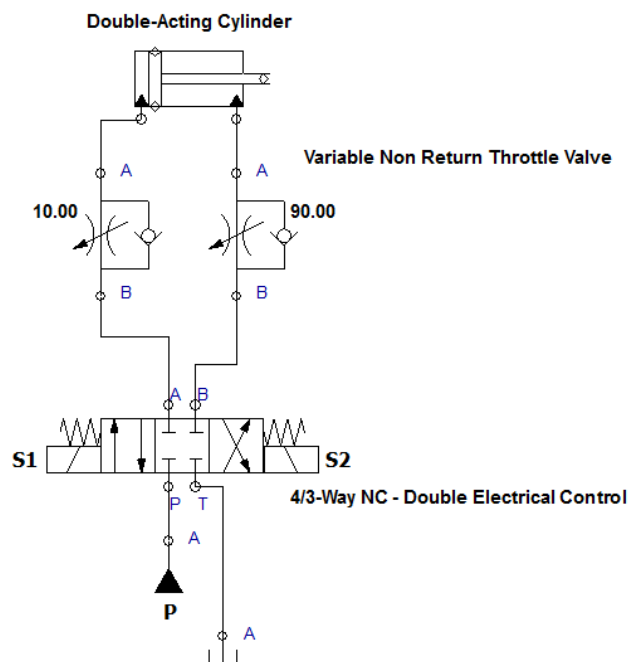 Double-Acting Cylinder
Variable Non Return Throttle Valve
A A
10.00 90.00
B B
A B
S1 S2
4/3-Way NC - Double Electrical Control
P T
A
P
A